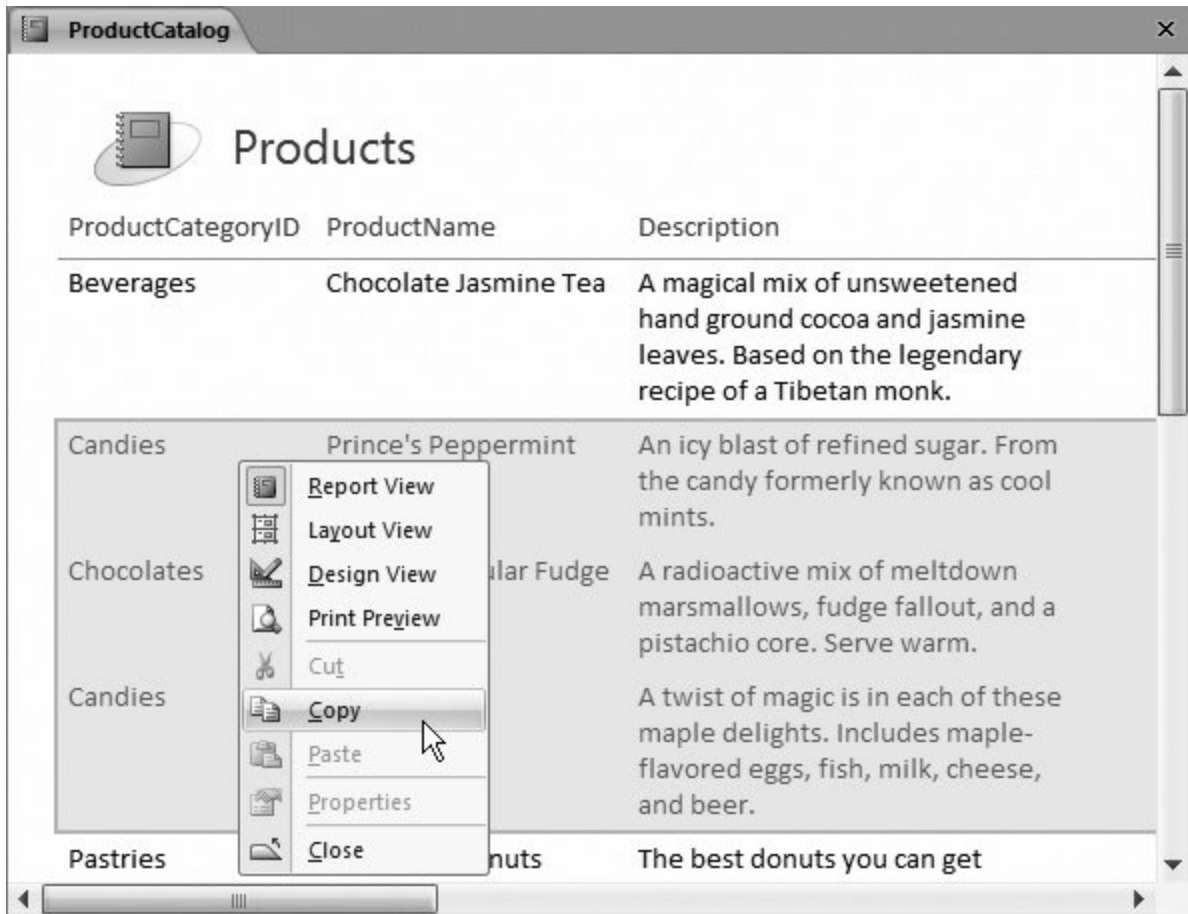 ProductCatalog
Products
ProductCategoryID ProductName Description
Beverages Chocolate Jasmine Tea A magical mix of unsweetened
hand ground cocoa and jasmine
leaves. Based on the legendary
recipe of a Tibetan monk.
Candies Prince's Peppermint An icy blast of refined sugar. From
the candy formerly known as cool
mints.
Chocolates ular Fudge A radioactive mix of meltdown
marsmallows, fudge fallout, and a
pistachio core. Serve warm.
Candies A twist of magic is in each of these
maple delights. Includes maple-
flavored eggs, fish, milk, cheese,
and beer.
Pastries nuts The best donuts you can get
Report View
Layout View
Design View
Print Preview
Cut
Copy
Paste
Properties
Close